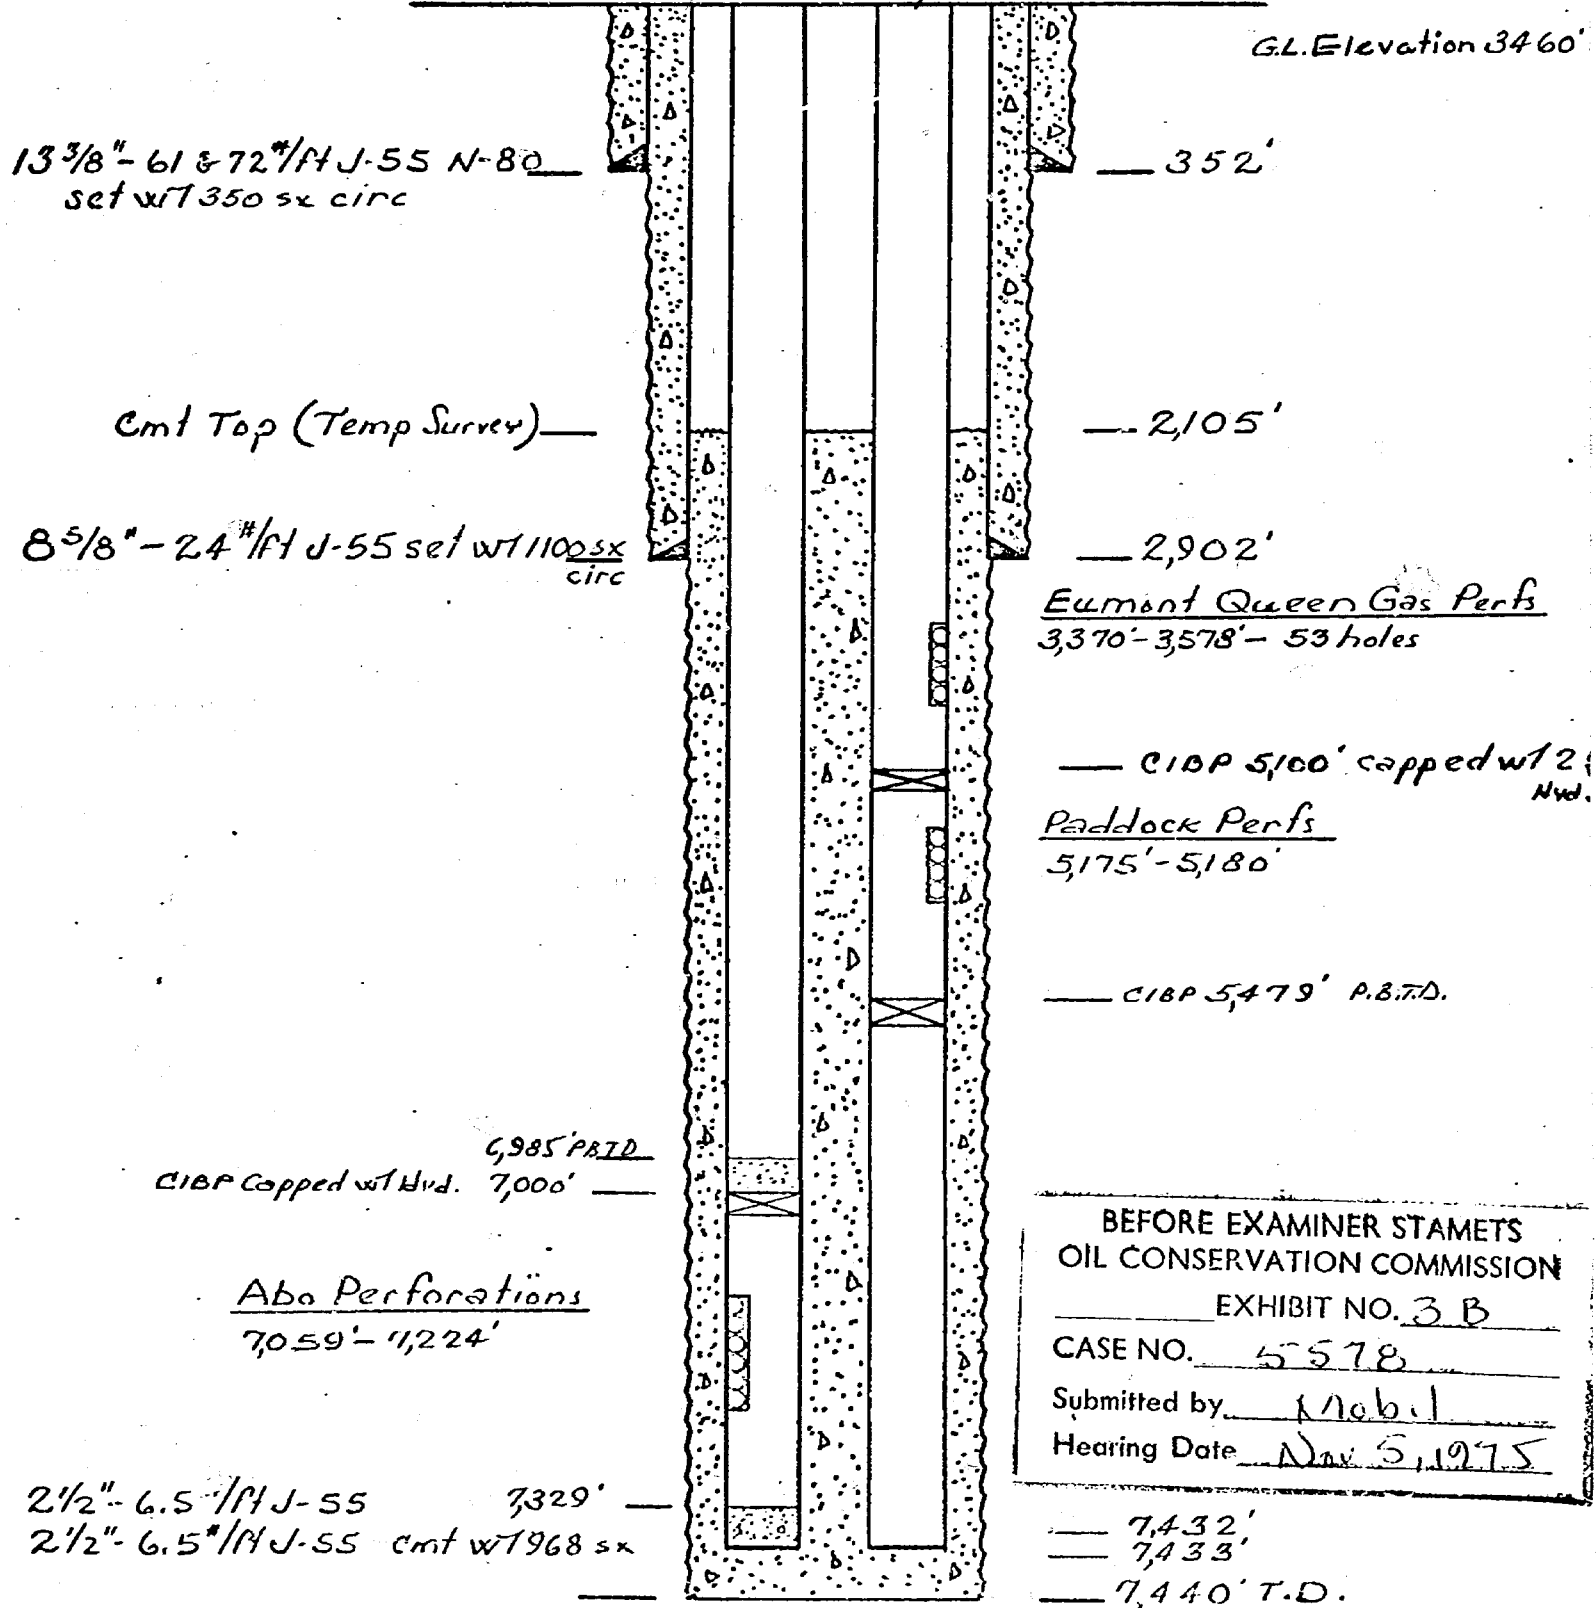 G.L. Elevation 3460'
13 3/8" - 61 & 72 #/ft J-55 N-80
set w/ 350 sx circ
352'
Cmt Top (Temp Survey)
2,105'
8 5/8" - 24 #/ft J-55 set w/ 1100 sx
circ
2,902'
Eumont Queen Gas Perfs
3,370' - 3,578' - 53 holes
CIBP 5,100' capped w/ 2
Hyd.
Paddock Perfs
5,175' - 5,180'
CIBP 5,479' P.B.T.D.
6,985' PBTD
CIBP Capped w/ Hyd. 7,000'
Abo Perforations
7,059' - 7,224'
BEFORE EXAMINER STAMETS
OIL CONSERVATION COMMISSION
EXHIBIT NO. 3 B
CASE NO. 5578
Submitted by Mobil
Hearing Date Nov 5, 1975
2 1/2" - 6.5 #/ft J-55 7,329'
2 1/2" - 6.5 #/ft J-55 cmt w/ 968 sx
7,432'
7,433'
7,440' T.D.